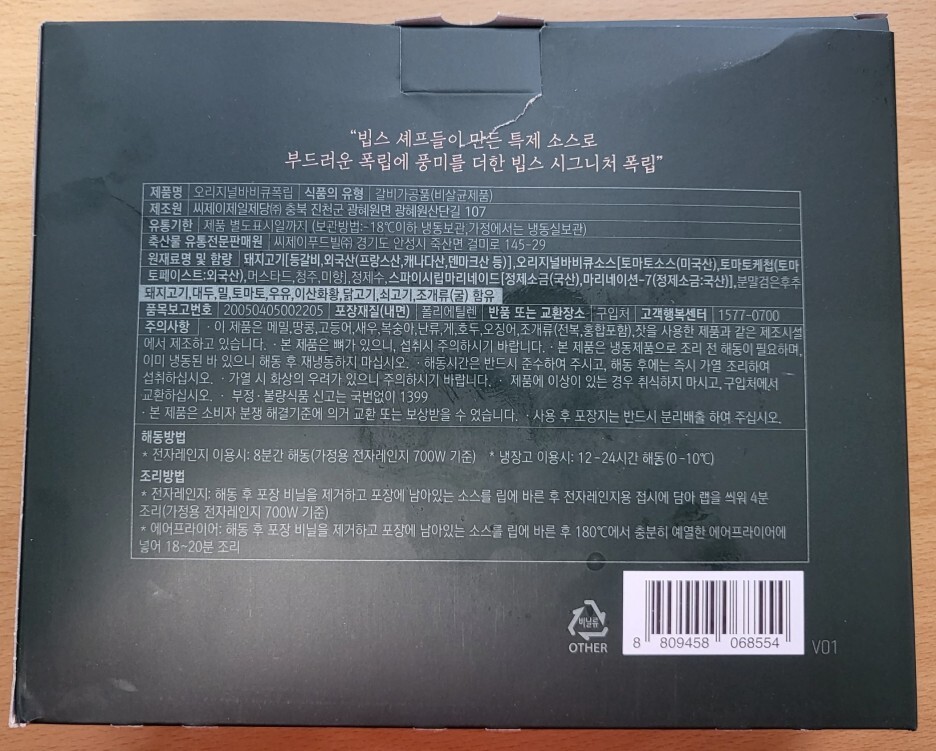 “빕스 셰프들이 만든 특제 소스로
부드러운 폭립에 풍미를 더한 빕스 시그니처 폭립”
제품명 오리지널바비큐폭립 식품의 유형 갈비가공품(비살균제품)
제조원 씨제이제일제당㈜ 충북 진천군 광혜원면 광혜원산단길 107
유통기한 제품 별도표시일까지 (보관방법:-18℃이하 냉동보관,가정에서는 냉동실보관)
축산물 유통전문판매원 씨제이푸드빌㈜ 경기도 안성시 죽산면 걸미로 145-29
원재료명 및 함량 돼지고기[등갈비,외국산(프랑스산,캐나다산,덴마크산 등)],오리지널바비큐소스[토마토소스(미국산),토마토케첩(토마
토페이스트:외국산),머스타드,청주,미향],정제수,스파이시립마리네이드[정제소금(국산),마리네이션-7(정제소금:국산)],분말검은후추
돼지고기,대두,밀,토마토,우유,이산화황,닭고기,쇠고기,조개류(굴) 함유
품목보고번호 20050405002205 포장재질(내면) 폴리에틸렌 반품 또는 교환장소 구입처 고객행복센터 1577-0700
주의사항 · 이 제품은 메밀,땅콩,고등어,새우,복숭아,난류,게,호두,오징어,조개류(전복,홍합포함),잣을 사용한 제품과 같은 제조시설
에서 제조하고 있습니다. · 본 제품은 뼈가 있으니, 섭취시 주의하시기 바랍니다. · 본 제품은 냉동제품으로 조리 전 해동이 필요하며,
이미 냉동된 바 있으니 해동 후 재냉동하지 마십시오. · 해동시간은 반드시 준수하여 주시고, 해동 후에는 즉시 가열 조리하여
섭취하십시오. · 가열 시 화상의 우려가 있으니 주의하시기 바랍니다. · 제품에 이상이 있는 경우 취식하지 마시고, 구입처에서
교환하십시오. · 부정·불량식품 신고는 국번없이 1399
· 본 제품은 소비자 분쟁 해결기준에 의거 교환 또는 보상받을 수 있습니다. · 사용 후 포장지는 반드시 분리배출 하여 주십시오.
해동방법
* 전자레인지 이용시: 8분간 해동(가정용 전자레인지 700W 기준) * 냉장고 이용시: 12-24시간 해동(0-10℃)
조리방법
* 전자레인지: 해동 후 포장 비닐을 제거하고 포장에 남아있는 소스를 립에 바른 후 전자레인지용 접시에 담아 랩을 씌워 4분
조리(가정용 전자레인지 700W 기준)
* 에어프라이어: 해동 후 포장 비닐을 제거하고 포장에 남아있는 소스를 립에 바른 후 180℃에서 충분히 예열한 에어프라이어에
넣어 18~20분 조리
비닐류
OTHER
8 809458 068554
V01